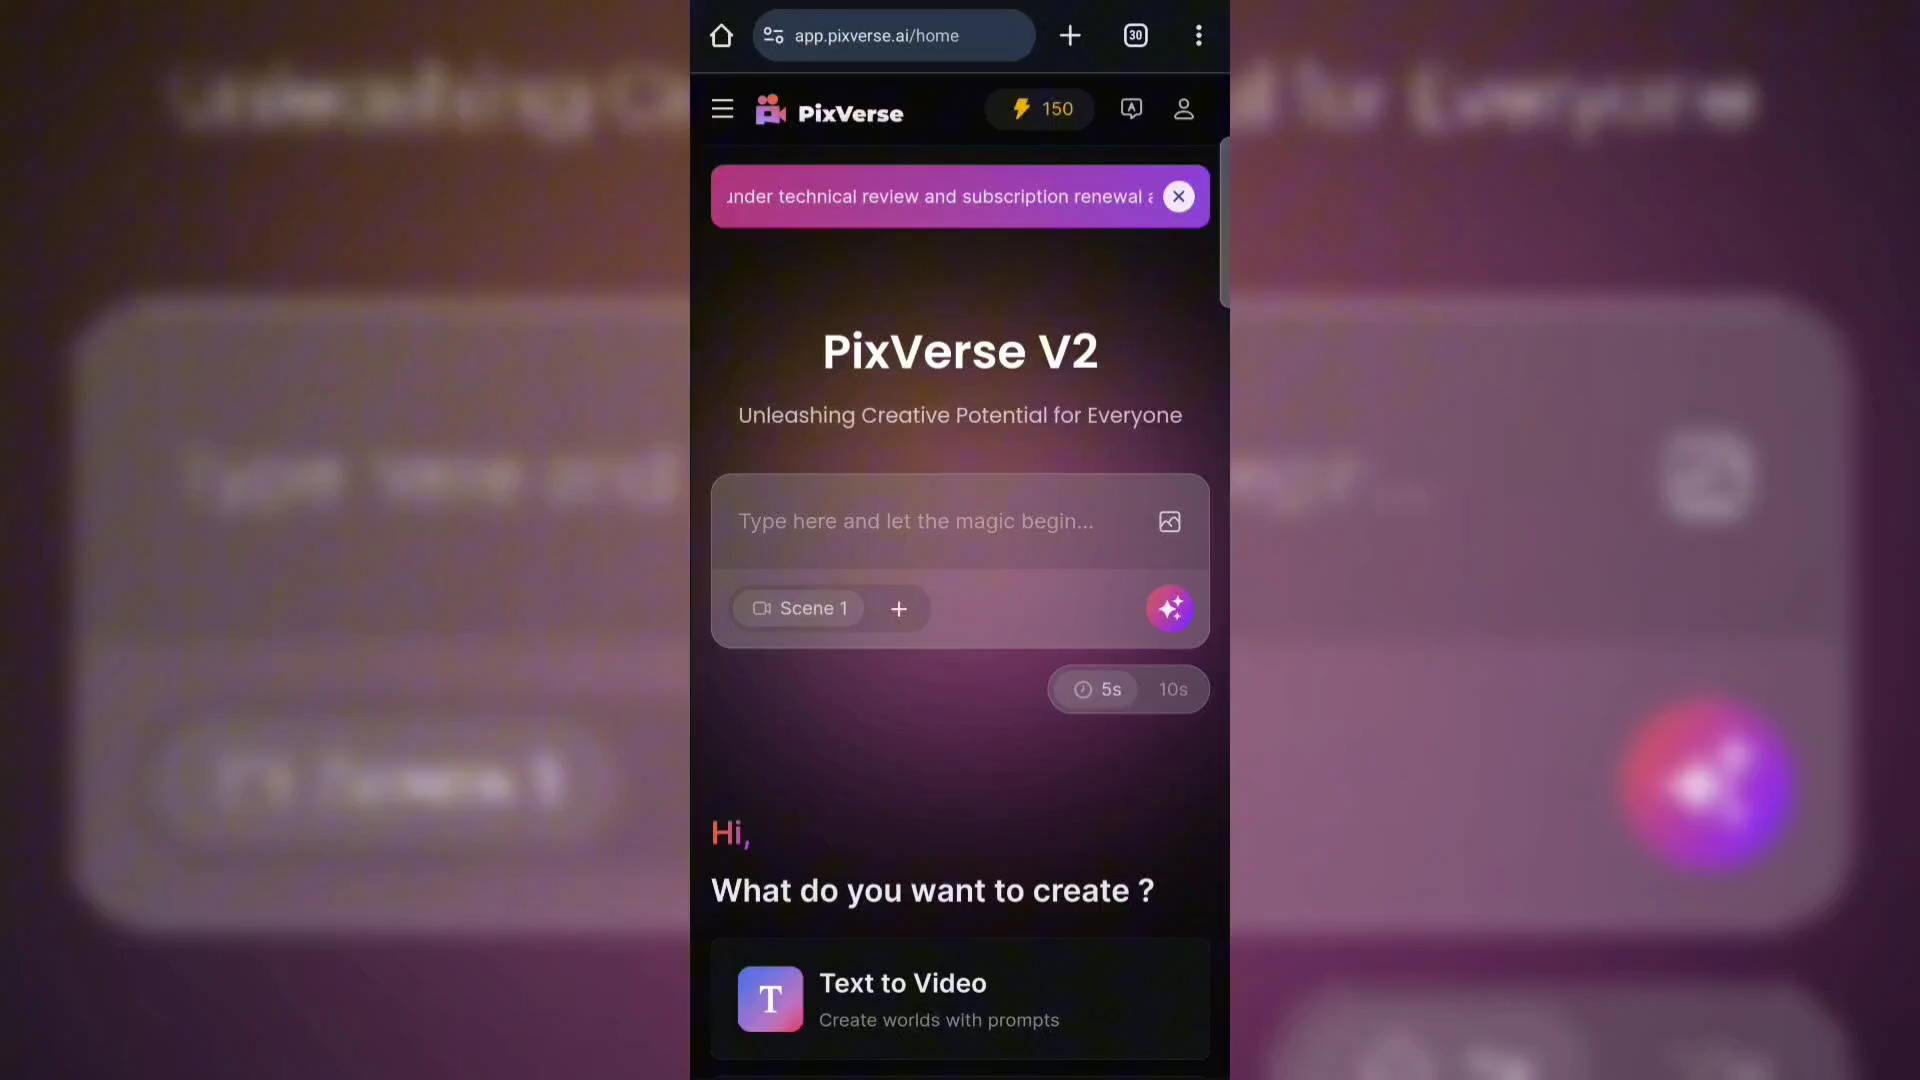 app.pixverse.ai/home
30
PixVerse
150
under technical review and subscription renewal
PixVerse V2
Unleashing Creative Potential for Everyone
Type here and let the magic begin...
Scene 1
5s 10s
Hi,
What do you want to create ?
T
Text to Video
Create worlds with prompts